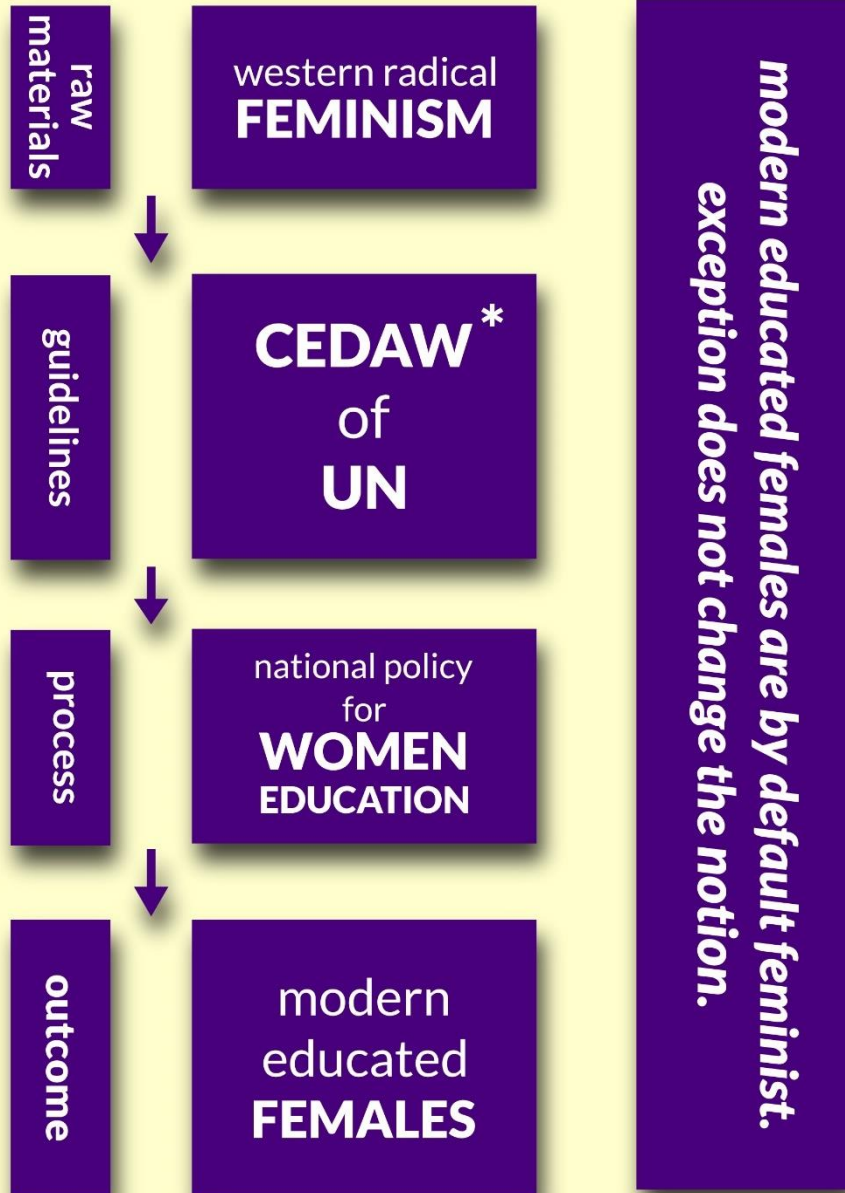 raw
materials
western radical
FEMINISM
guidelines
CEDAW*
of
UN
process
national policy
for
WOMEN
EDUCATION
outcome
modern
educated
FEMALES
modern educated females are by default feminist.
exception does not change the notion.